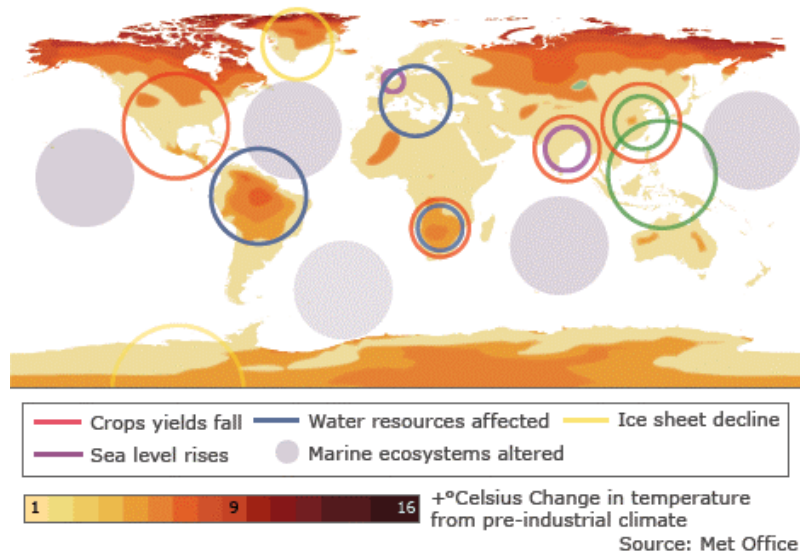 Crops yields fall
Water resources affected
Ice sheet decline
Sea level rises
Marine ecosystems altered
1 9 16
+°Celsius Change in temperature
from pre-industrial climate
Source: Met Office